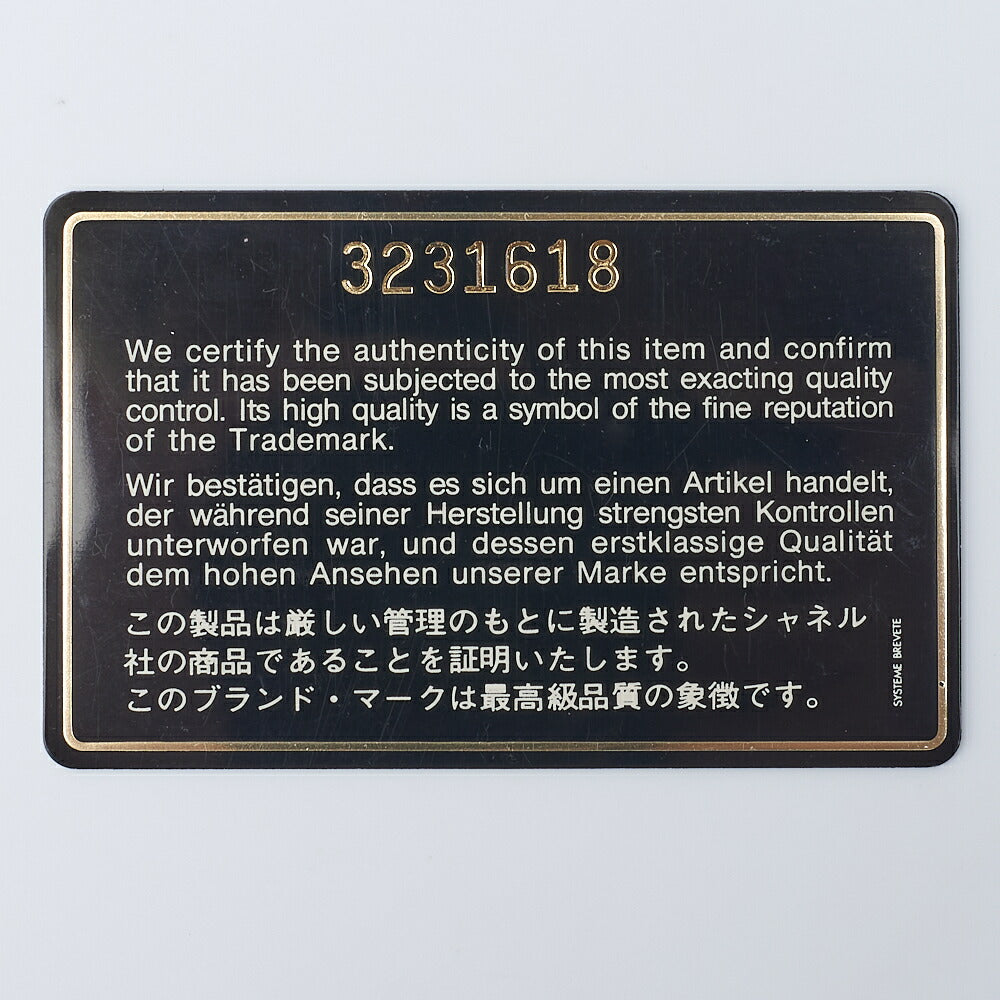 3231618
We certify the authenticity of this item and confirm
that it has been subjected to the most exacting quality
control. Its high quality is a symbol of the fine reputation
of the Trademark.
Wir bestätigen, dass es sich um einen Artikel handelt,
der während seiner Herstellung strengsten Kontrollen
unterworfen war, und dessen erstklassige Qualität
dem hohen Ansehen unserer Marke entspricht.
この製品は厳しい管理のもとに製造されたシャネル
社の商品であることを証明いたします。
このブランド・マークは最高級品質の象徴です。
SYSTEME BREVETE